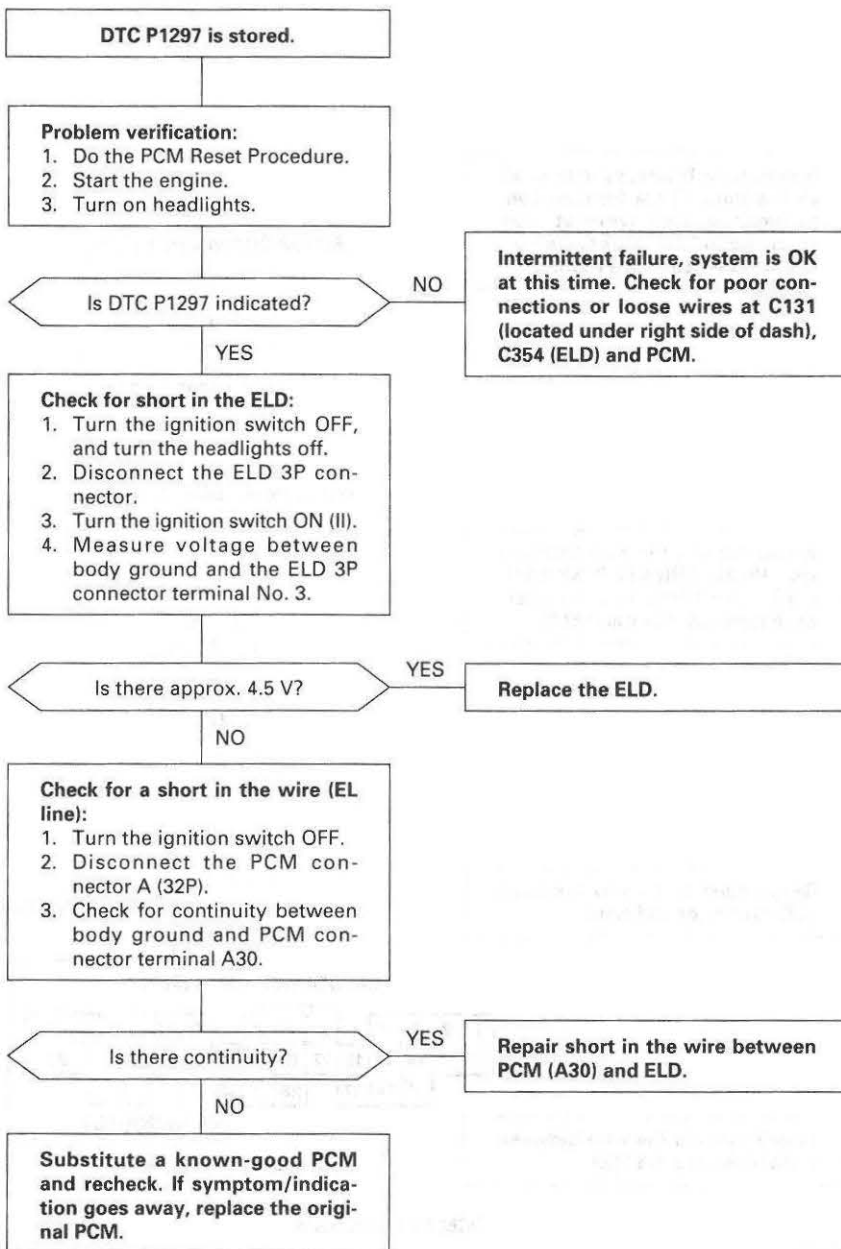 DTC P1297 is stored.
Problem verification:
1. Do the PCM Reset Procedure.
2. Start the engine.
3. Turn on headlights.
Is DTC P1297 indicated?
NO
Intermittent failure, system is OK
at this time. Check for poor con-
nections or loose wires at C131
(located under right side of dash),
C354 (ELD) and PCM.
YES
Check for short in the ELD:
1. Turn the ignition switch OFF,
and turn the headlights off.
2. Disconnect the ELD 3P con-
nector.
3. Turn the ignition switch ON (II).
4. Measure voltage between
body ground and the ELD 3P
connector terminal No. 3.
Is there approx. 4.5 V?
YES
Replace the ELD.
NO
Check for a short in the wire (EL
line):
1. Turn the ignition switch OFF.
2. Disconnect the PCM con-
nector A (32P).
3. Check for continuity between
body ground and PCM con-
nector terminal A30.
Is there continuity?
YES
Repair short in the wire between
PCM (A30) and ELD.
NO
Substitute a known-good PCM
and recheck. If symptom/indica-
tion goes away, replace the origi-
nal PCM.